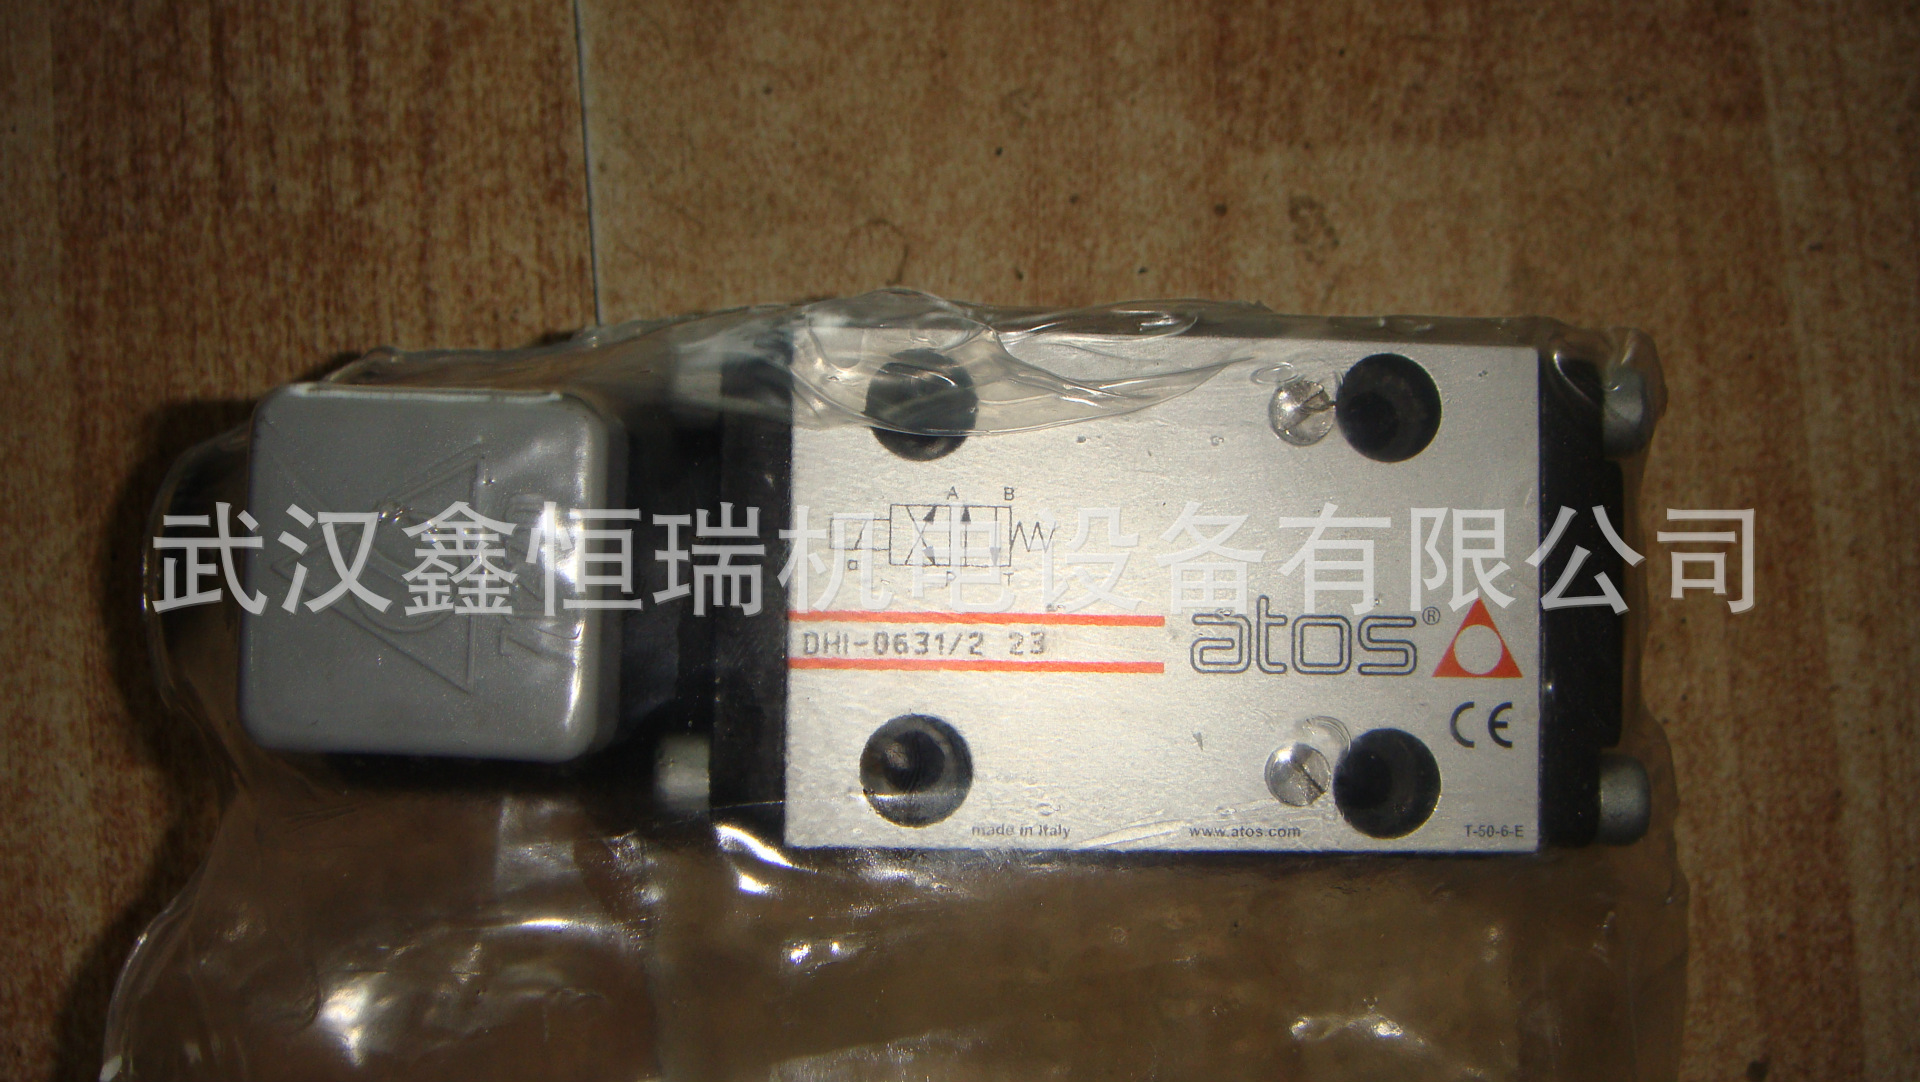 A B
a
P T
武汉鑫恒瑞机电设备有限公司
DHI-0631/2 23
atos®
CE
made in Italy www.atos.com T-50-6-E